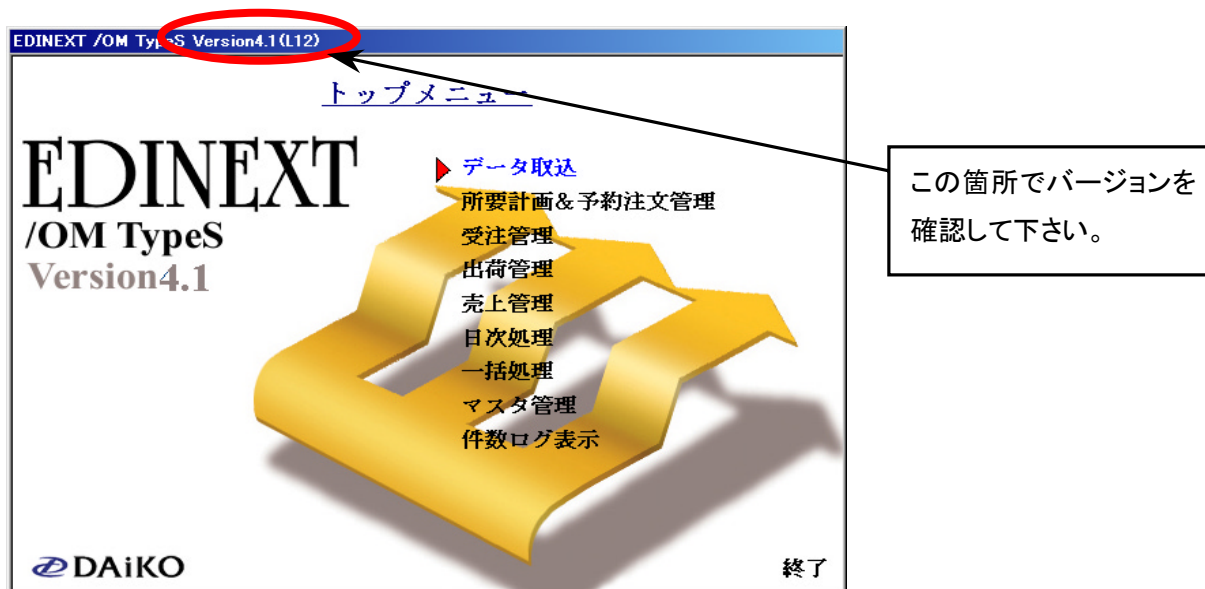 EDINEXT /OM TypeS Version4.1(L12)
トップメニュー
EDINEXT
/OM TypeS
Version4.1
データ取込
所要計画&予約注文管理
受注管理
出荷管理
売上管理
日次処理
一括処理
マスタ管理
件数ログ表示
DAiKO
終了
この箇所でバージョンを
確認して下さい。